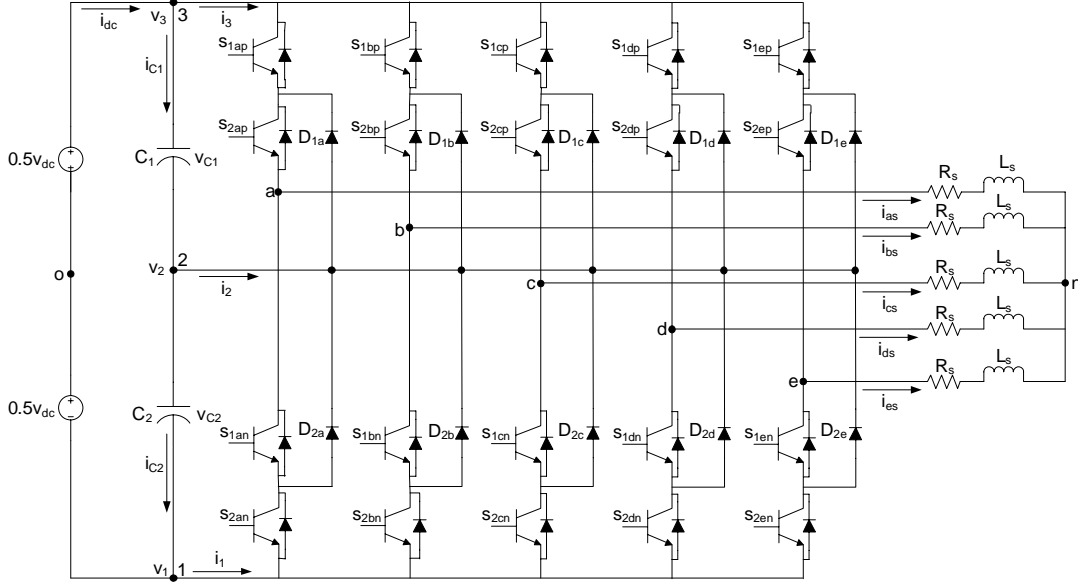 i_dc v_3 3 i_3
s_1ap s_1bp s_1cp s_1dp s_1ep
i_C1
s_2ap D_1a s_2bp D_1b s_2cp D_1c s_2dp D_1d s_2ep D_1e
0.5v_dc C_1 v_C1
a R_s L_s
i_as
b R_s L_s
i_bs
o v_2 2 i_2
c R_s L_s n
i_cs
d R_s L_s
i_ds
e R_s L_s
i_es
0.5v_dc C_2 v_C2
s_1an D_2a s_1bn D_2b s_1cn D_2c s_1dn D_2d s_1en D_2e
i_C2
s_2an s_2bn s_2cn s_2dn s_2en
v_1 1 i_1